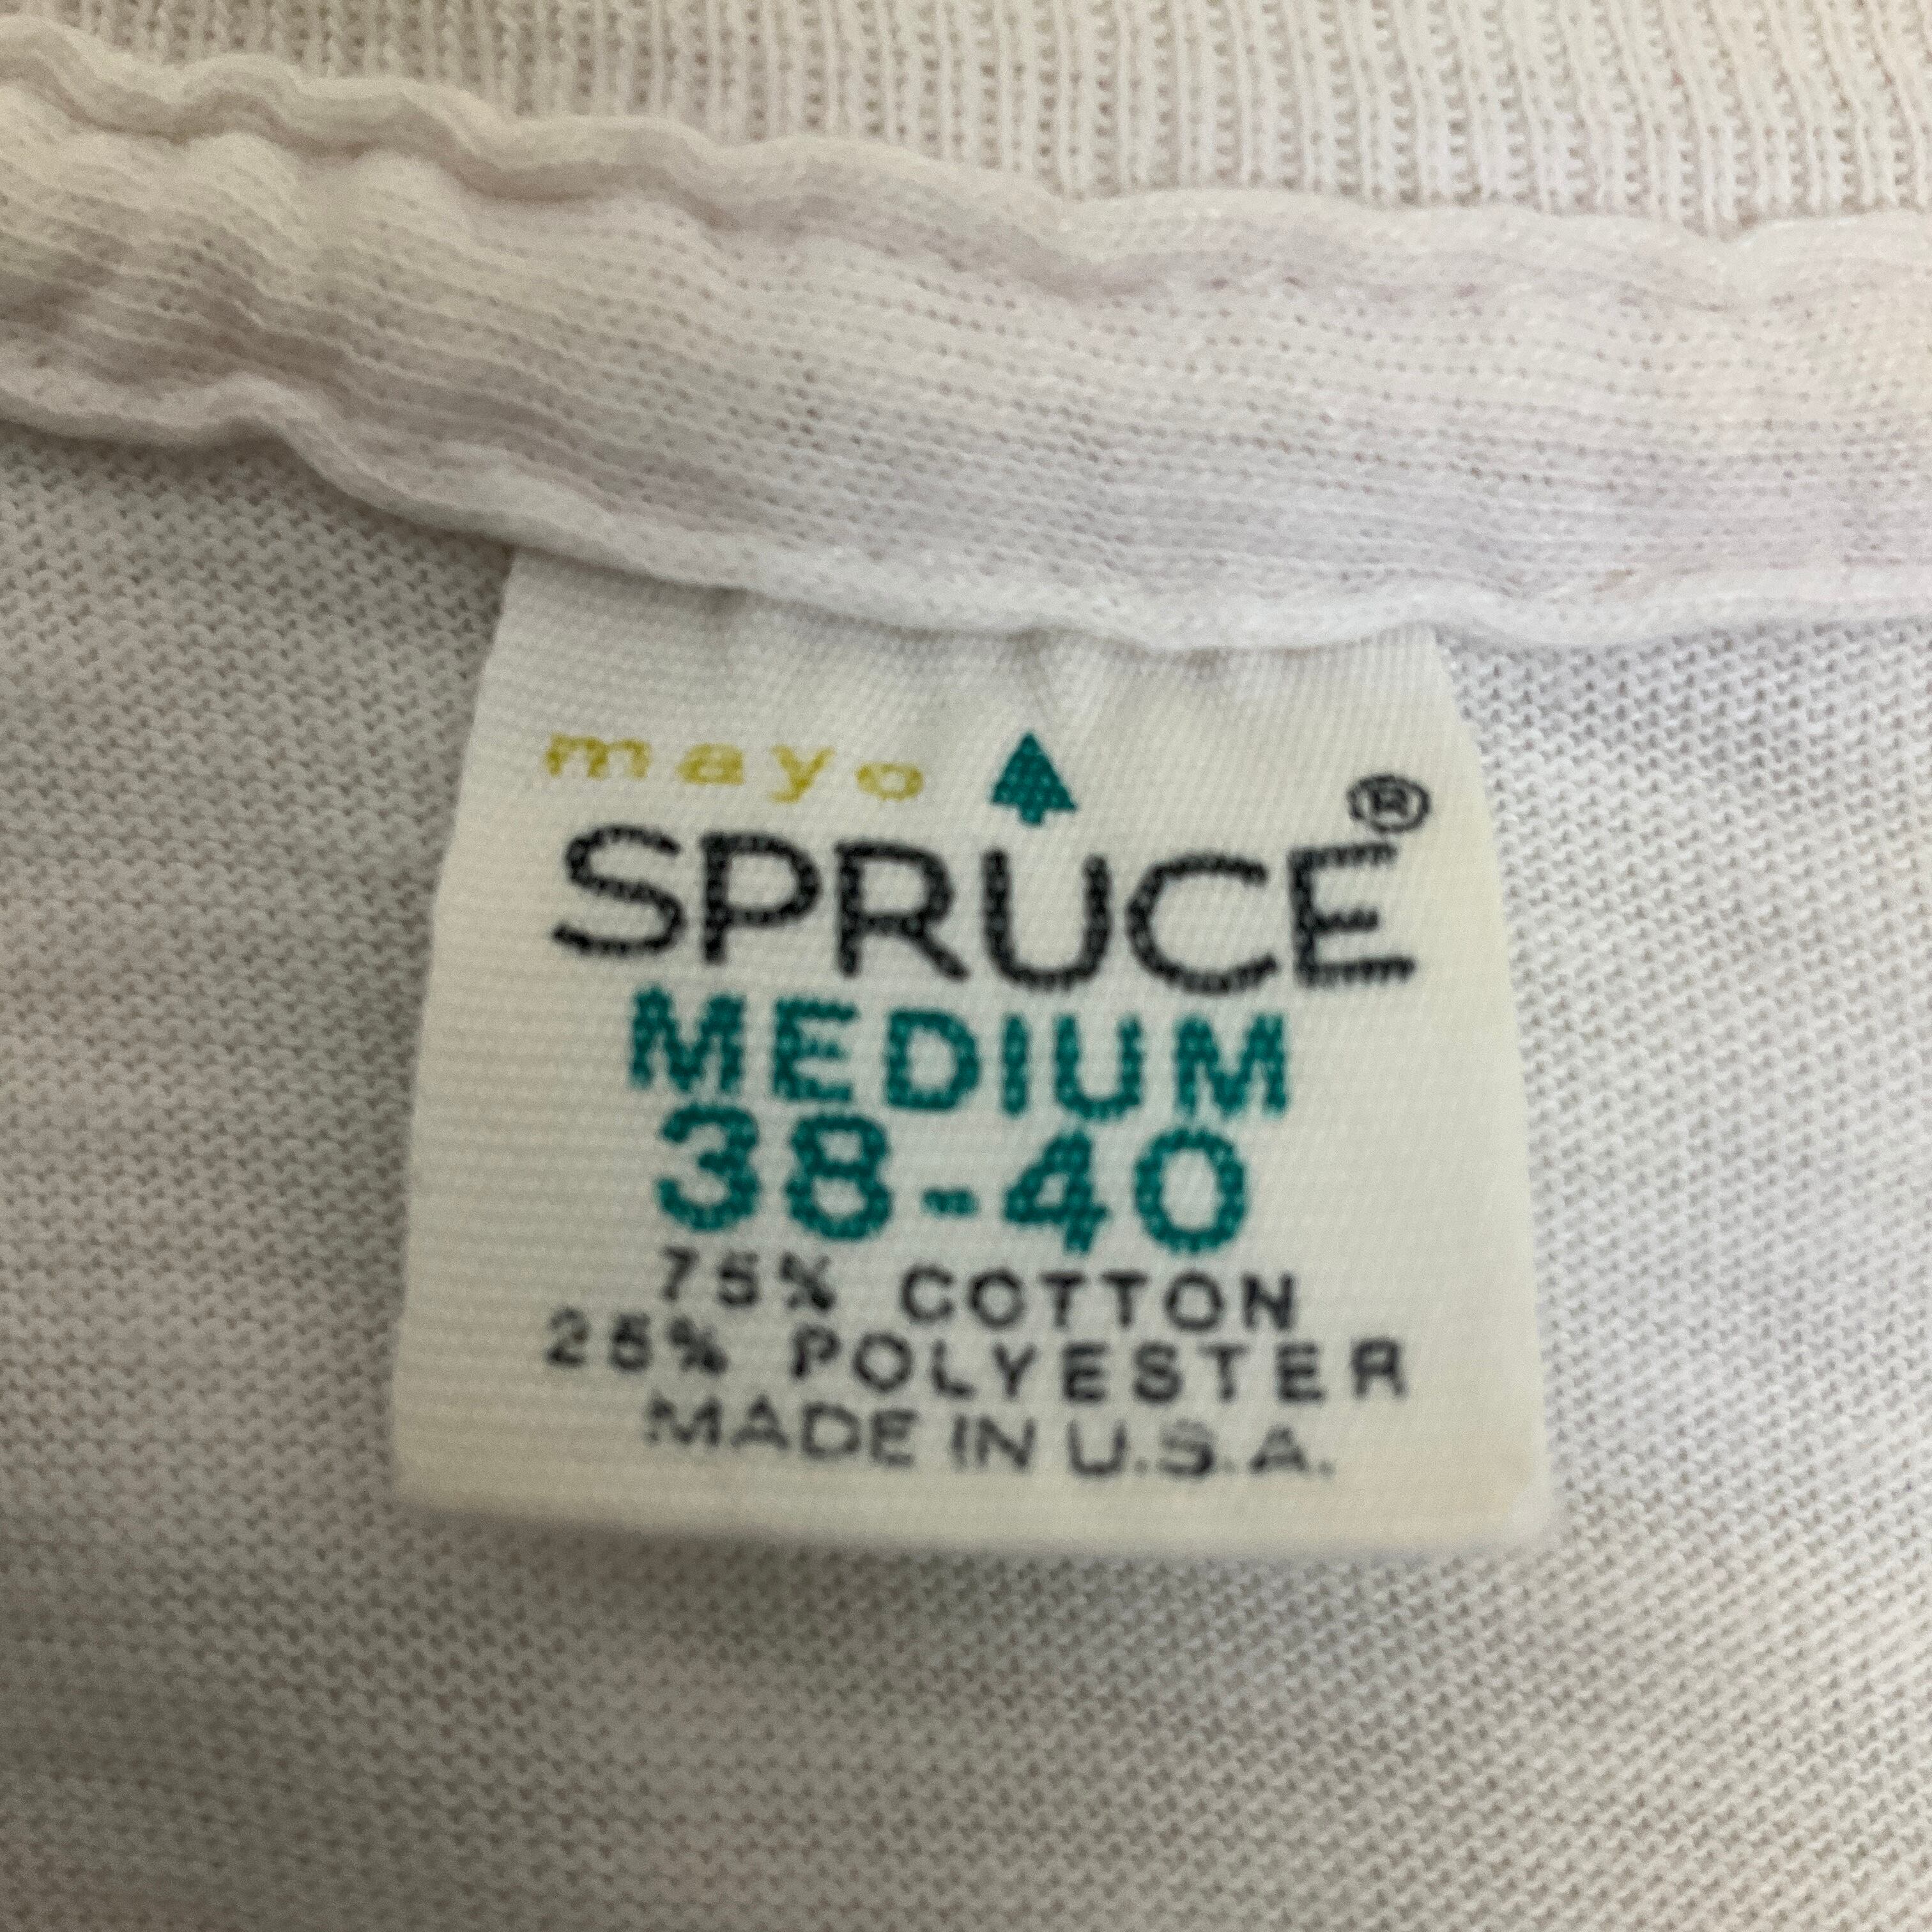 mayo
SPRUCE®
MEDIUM
38-40
75% COTTON
25% POLYESTER
MADE IN U.S.A.